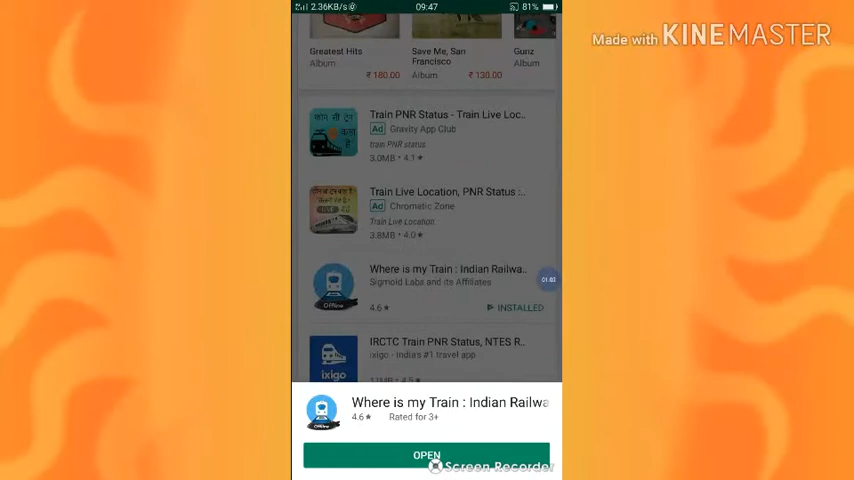 2.36KB/s
09:47
81%
Made with KINEMASTER
Greatest Hits
Album
₹ 180.00
Save Me, San
Francisco
Album
₹ 130.00
Gunz
Album
Train PNR Status - Train Live Loc..
Ad Gravity App Club
train PNR status
3.0MB • 4.1★
Train Live Location, PNR Status :..
Ad Chromatic Zone
Train Live Location
3.8MB • 4.0★
Where is my Train : Indian Railwa..
Sigmoid Labs and its Affiliates
Offline
4.6★
INSTALLED
01:03
IRCTC Train PNR Status, NTES R..
ixigo - India's #1 travel app
ixigo
Where is my Train : Indian Railwa
4.6★ Rated for 3+
Offline
OPEN
Screen Recorder